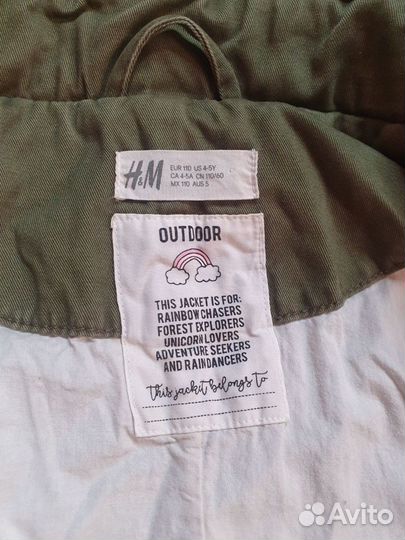 H&M
EUR 110 US 4-5Y
CA 4-5A CN 110/60
MX 110 AUS 5
OUTDOOR
THIS JACKET IS FOR:
RAINBOW CHASERS
FOREST EXPLORERS
UNICORN LOVERS
ADVENTURE SEEKERS
AND RAINDANCERS
this jacket belongs to
Avito